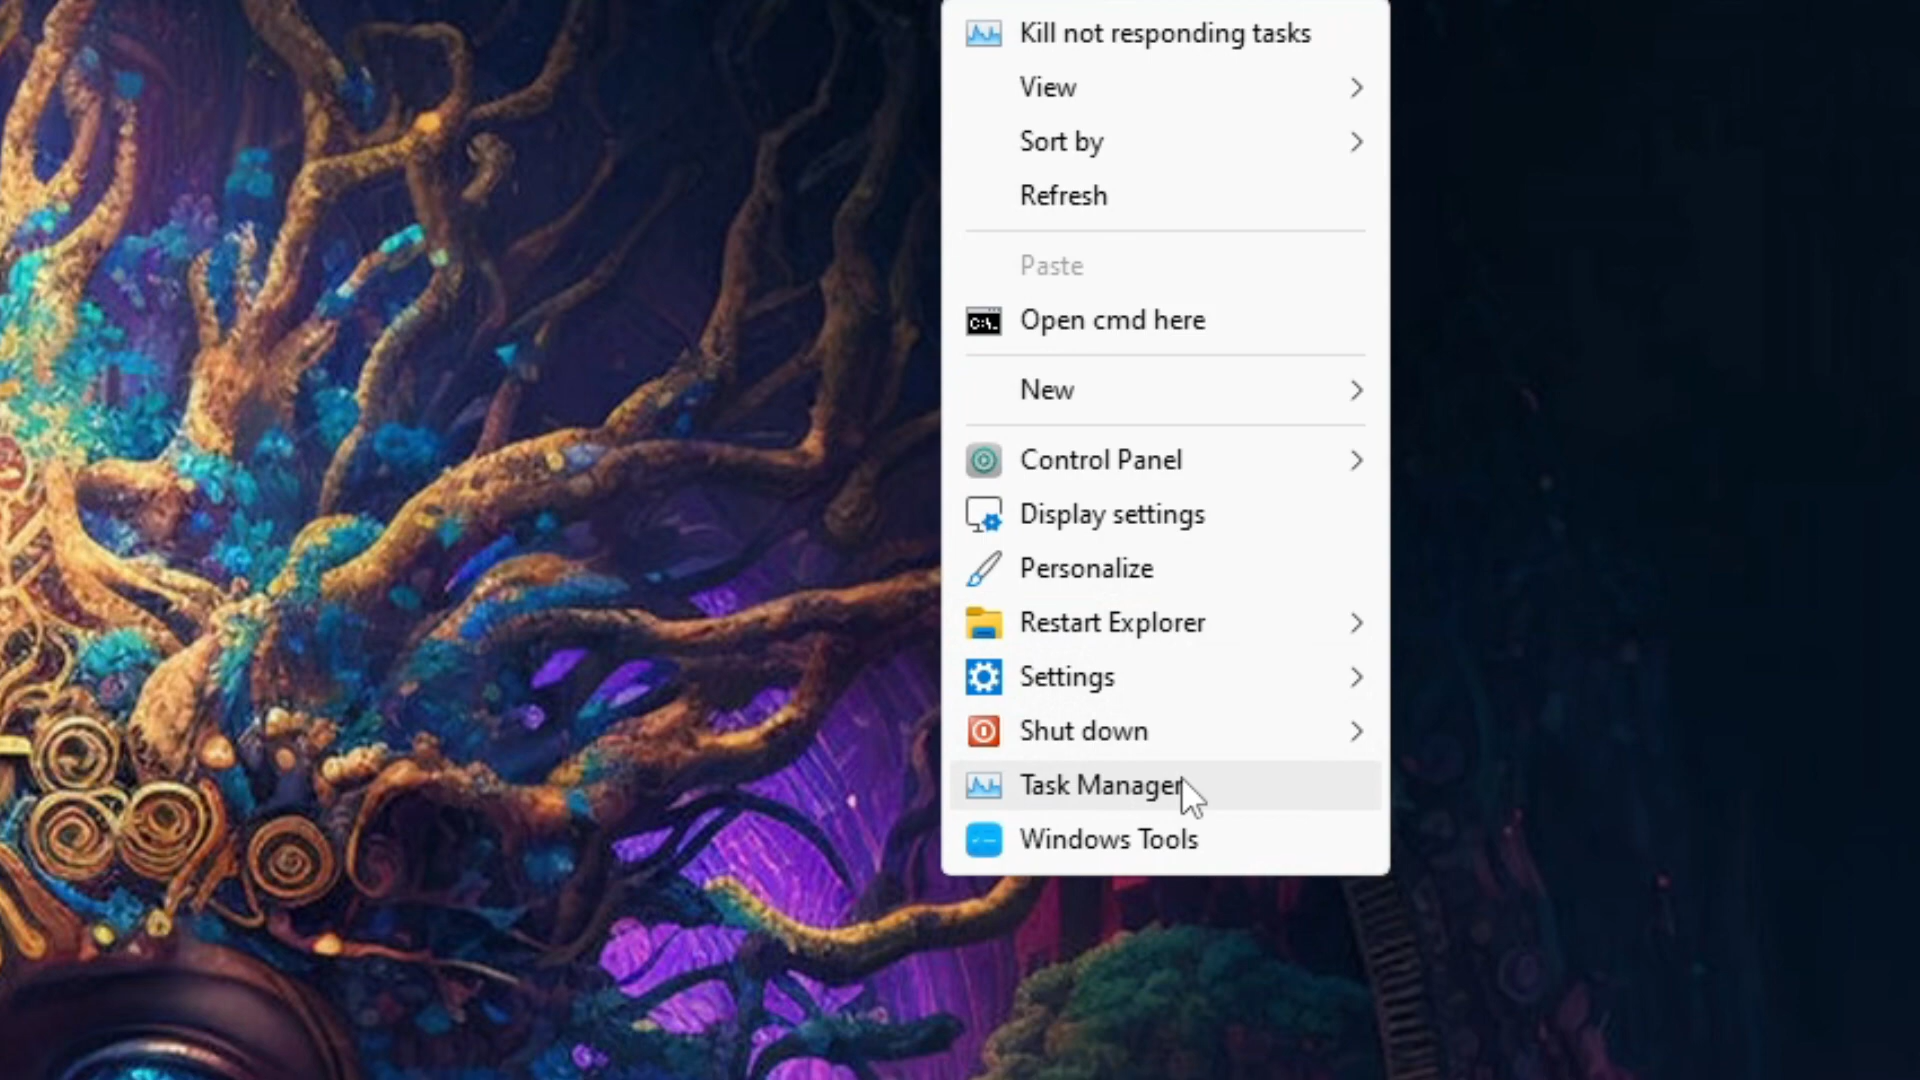 Kill not responding tasks
View
Sort by
Refresh
Paste
C:\.
Open cmd here
New
Control Panel
Display settings
Personalize
Restart Explorer
Settings
Shut down
Task Manager
Windows Tools